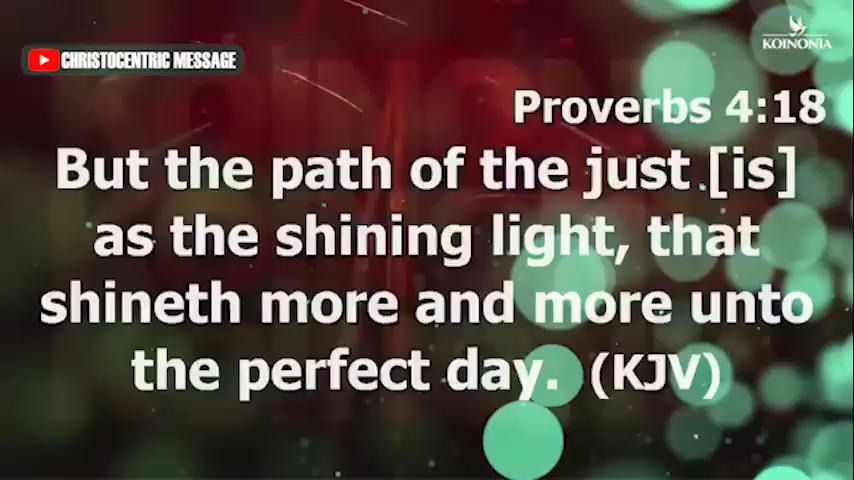 KOINONIA
CHRISTOCENTRIC MESSAGE
Proverbs 4:18
But the path of the just [is]
as the shining light, that
shineth more and more unto
the perfect day. (KJV)